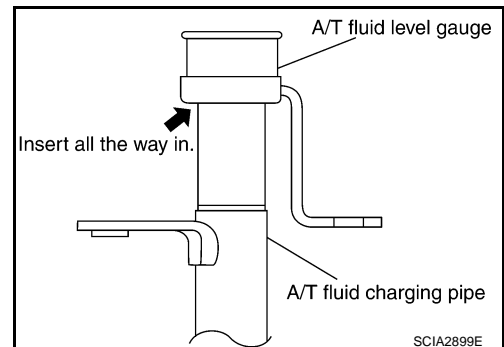 A/T fluid level gauge
Insert all the way in.
A/T fluid charging pipe
SCIA2899E